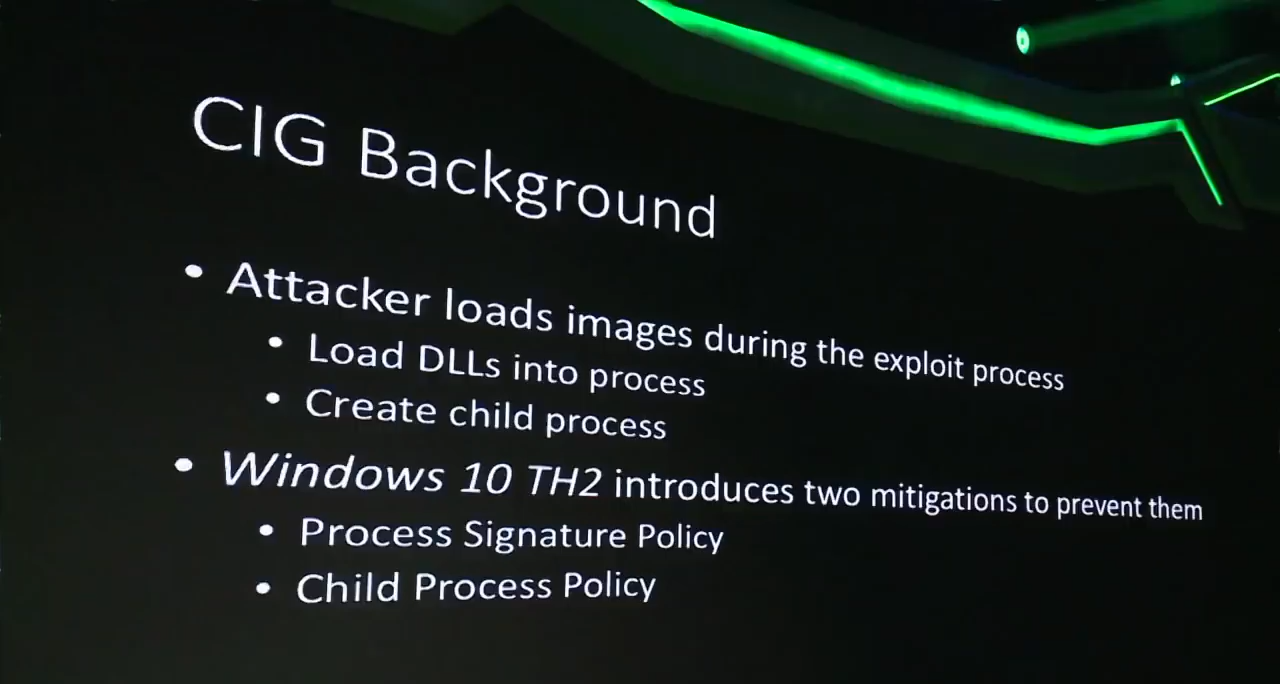 CIG Background
• Attacker loads images during the exploit process
• Load DLLs into process
• Create child process
• Windows 10 TH2 introduces two mitigations to prevent them
• Process Signature Policy
• Child Process Policy